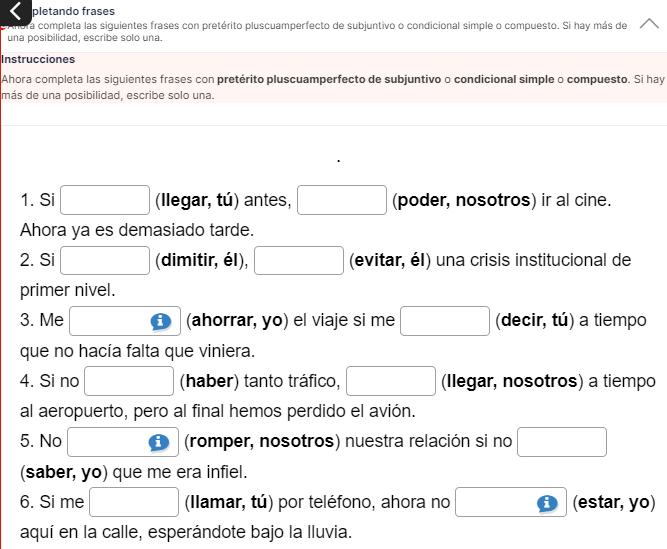 pletando frases
Ahora completa las siguientes frases con pretérito pluscuamperfecto de subjuntivo o condicional simple o compuesto. Si hay más de
una posibilidad, escribe solo una.
Instrucciones
Ahora completa las siguientes frases con pretérito pluscuamperfecto de subjuntivo o condicional simple o compuesto. Si hay
más de una posibilidad, escribe solo una.
.
1. Si (llegar, tú) antes, (poder, nosotros) ir al cine.
Ahora ya es demasiado tarde.
2. Si (dimitir, él), (evitar, él) una crisis institucional de
primer nivel.
3. Me (ahorrar, yo) el viaje si me (decir, tú) a tiempo
que no hacía falta que viniera.
4. Si no (haber) tanto tráfico, (llegar, nosotros) a tiempo
al aeropuerto, pero al final hemos perdido el avión.
5. No (romper, nosotros) nuestra relación si no
(saber, yo) que me era infiel.
6. Si me (llamar, tú) por teléfono, ahora no (estar, yo)
aquí en la calle, esperándote bajo la lluvia.